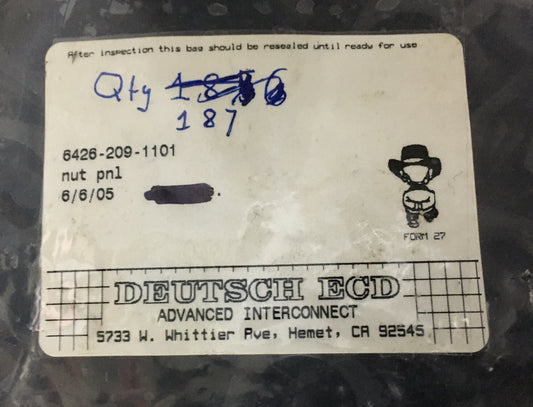 After inspection this bag should be resealed until ready for use
Qty
187
6426-209-1101
nut pnl
6/6/05
FORM 27
DEUTSCH ECD
ADVANCED INTERCONNECT
5733 W. Whittier Ave, Hemet, CA 92545